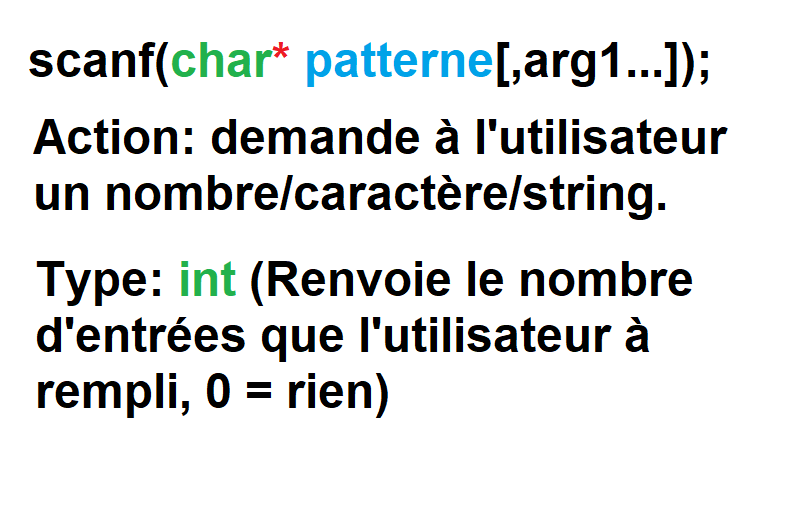 scanf(char* patterne[,arg1...]);
Action: demande à l'utilisateur
un nombre/caractère/string.
Type: int (Renvoie le nombre
d'entrées que l'utilisateur à
rempli, 0 = rien)